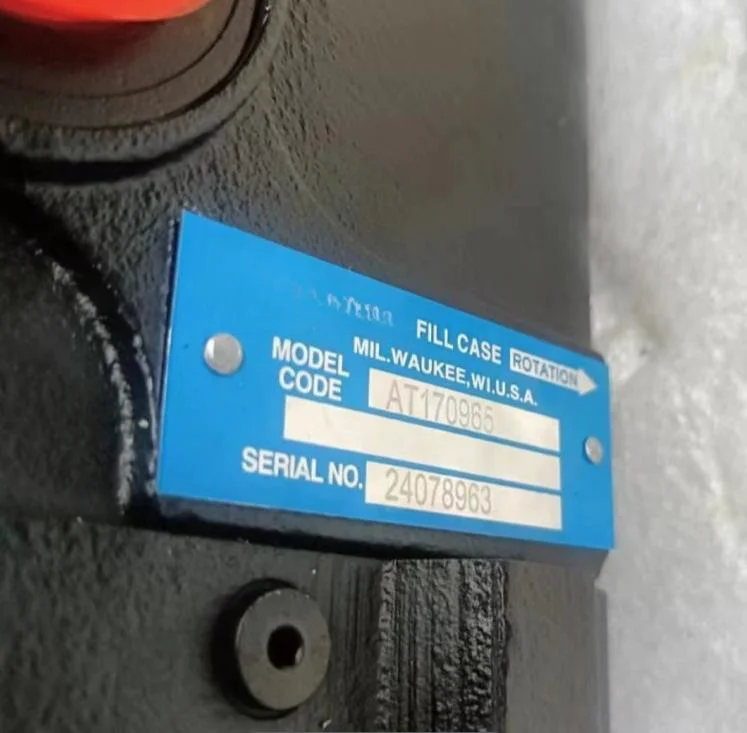 FILL CASE ROTATION
MIL.WAUKEE,WI.U.S.A.
MODEL CODE AT170965
SERIAL NO. 24078963